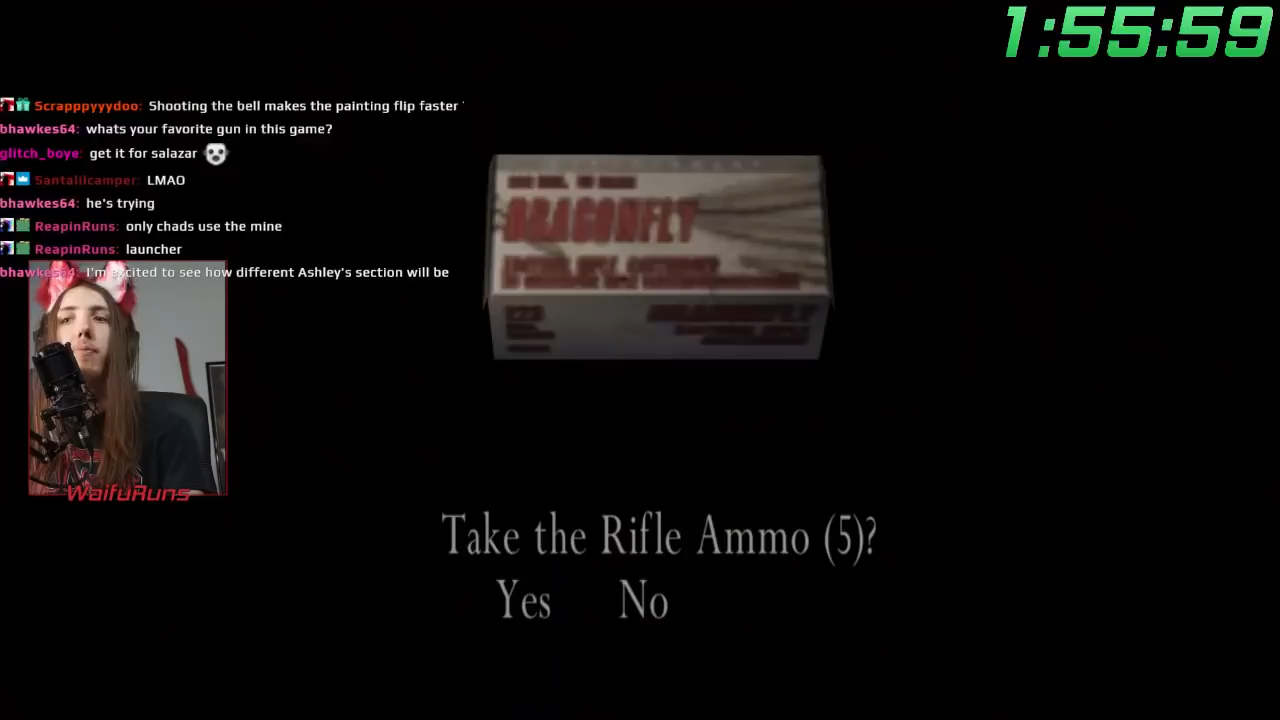 1:55:59
Scrapppyyydoo: Shooting the bell makes the painting flip faster
bhawkes64: whats your favorite gun in this game?
glitch_boye: get it for salazar
Santalilcamper: LMAO
bhawkes64: he's trying
ReapinRuns: only chads use the mine
ReapinRuns: launcher
bhawkes64: I'm excited to see how different Ashley's section will be
DRAGONFLY
DRAGONFLY
WaifuRuns
Take the Rifle Ammo (5)?
Yes No